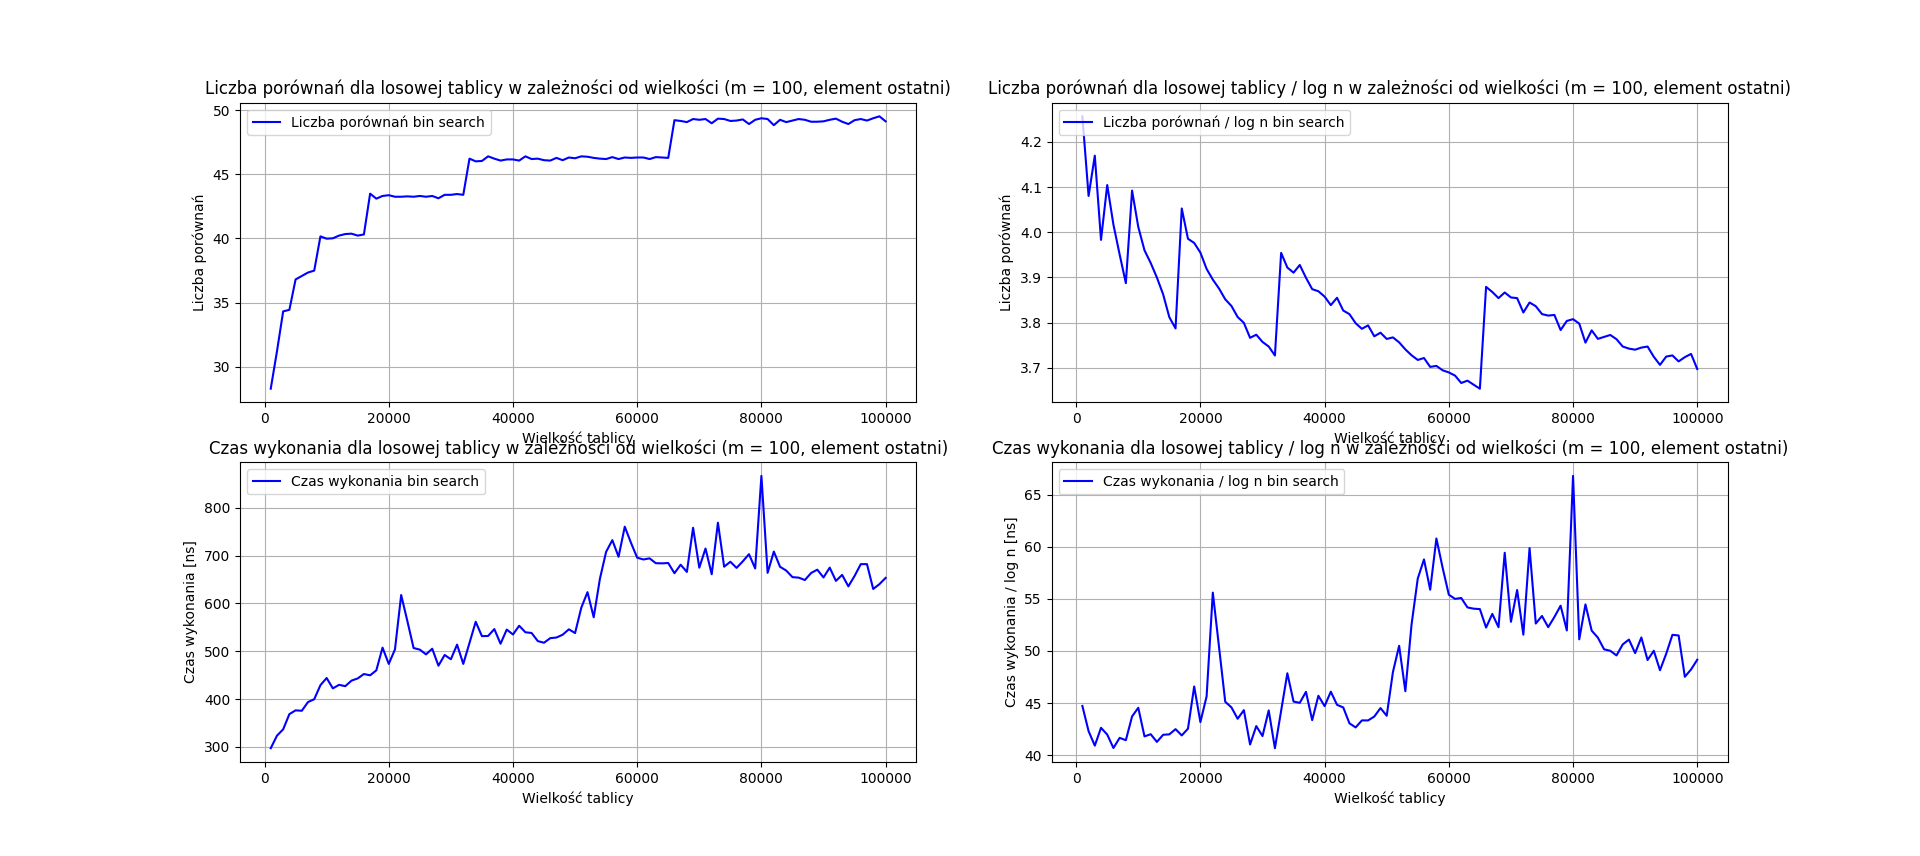 Liczba porównań dla losowej tablicy w zależności od wielkości (m = 100, element ostatni)
Liczba porównań bin search
Liczba porównań
50
45
40
35
30
0 20000 40000 60000 80000 100000
Wielkość tablicy
Liczba porównań dla losowej tablicy / log n w zależności od wielkości (m = 100, element ostatni)
Liczba porównań / log n bin search
Liczba porównań
4.2
4.1
4.0
3.9
3.8
3.7
0 20000 40000 60000 80000 100000
Wielkość tablicy
Czas wykonania dla losowej tablicy w zależności od wielkości (m = 100, element ostatni)
Czas wykonania bin search
Czas wykonania [ns]
800
700
600
500
400
300
0 20000 40000 60000 80000 100000
Wielkość tablicy
Czas wykonania dla losowej tablicy / log n w zależności od wielkości (m = 100, element ostatni)
Czas wykonania / log n bin search
Czas wykonania / log n [ns]
65
60
55
50
45
40
0 20000 40000 60000 80000 100000
Wielkość tablicy